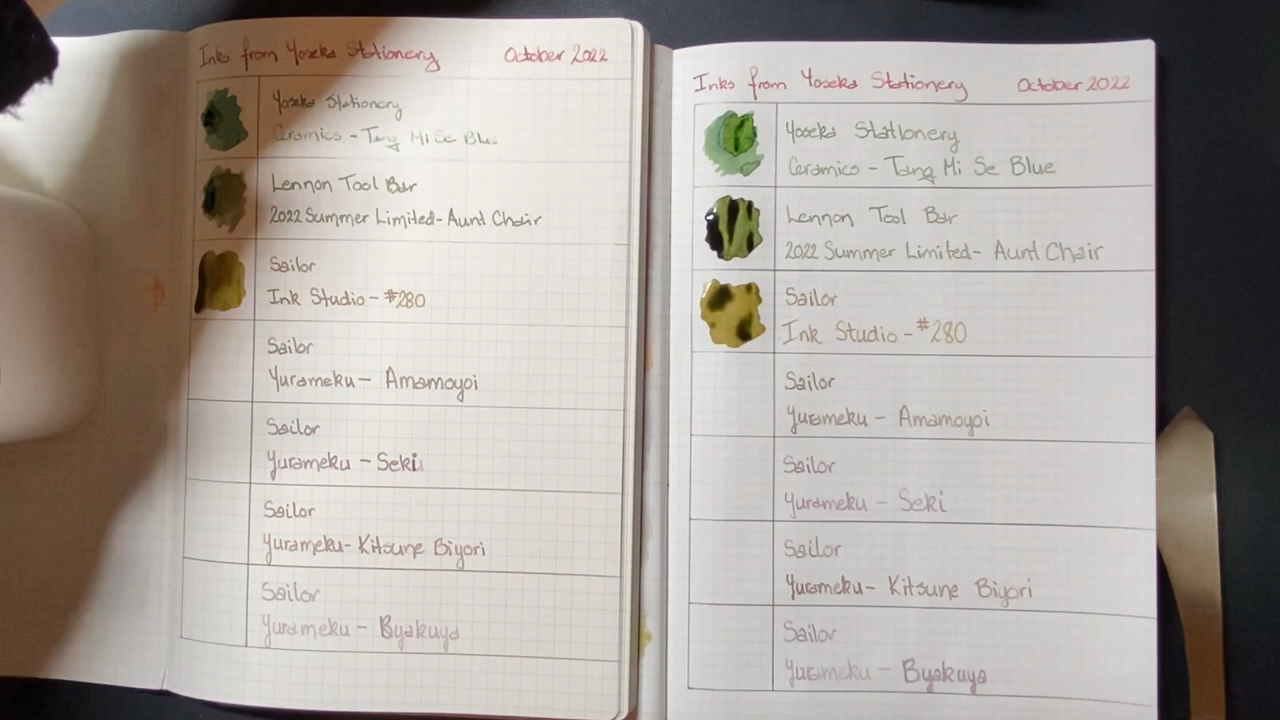 Inks from Yoseka Stationery October 2022
Yoseka Stationery
Ceramics - Tang Mi Se Blue
Lennon Tool Bar
2022 Summer Limited- Aunt Chair
Sailor
Ink Studio - #280
Sailor
Yurameku - Amamoyoi
Sailor
Yurameku - Seki
Sailor
Yurameku- Kitsune Biyori
Sailor
Yurameku - Byakuya
Inks from Yoseka Stationery October 2022
Yoseka Stationery
Ceramics - Tang Mi Se Blue
Lennon Tool Bar
2022 Summer Limited- Aunt Chair
Sailor
Ink Studio - #280
Sailor
Yurameku - Amamoyoi
Sailor
Yurameku - Seki
Sailor
Yurameku- Kitsune Biyori
Sailor
Yurameku - Byakuya